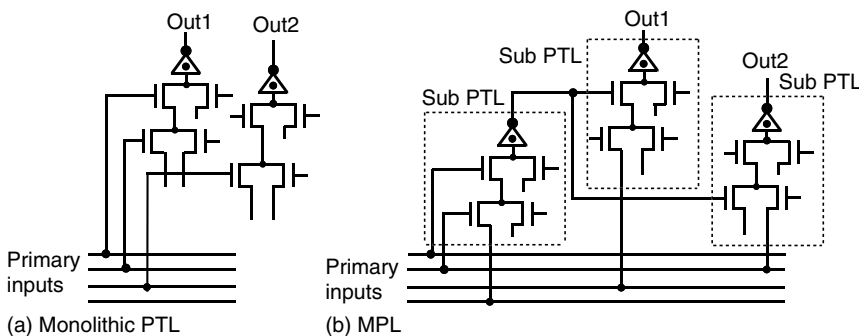 Out1
Out2
Primary
inputs
(a) Monolithic PTL
Out1
Sub PTL
Out2
Sub PTL
Sub PTL
Primary
inputs
(b) MPL